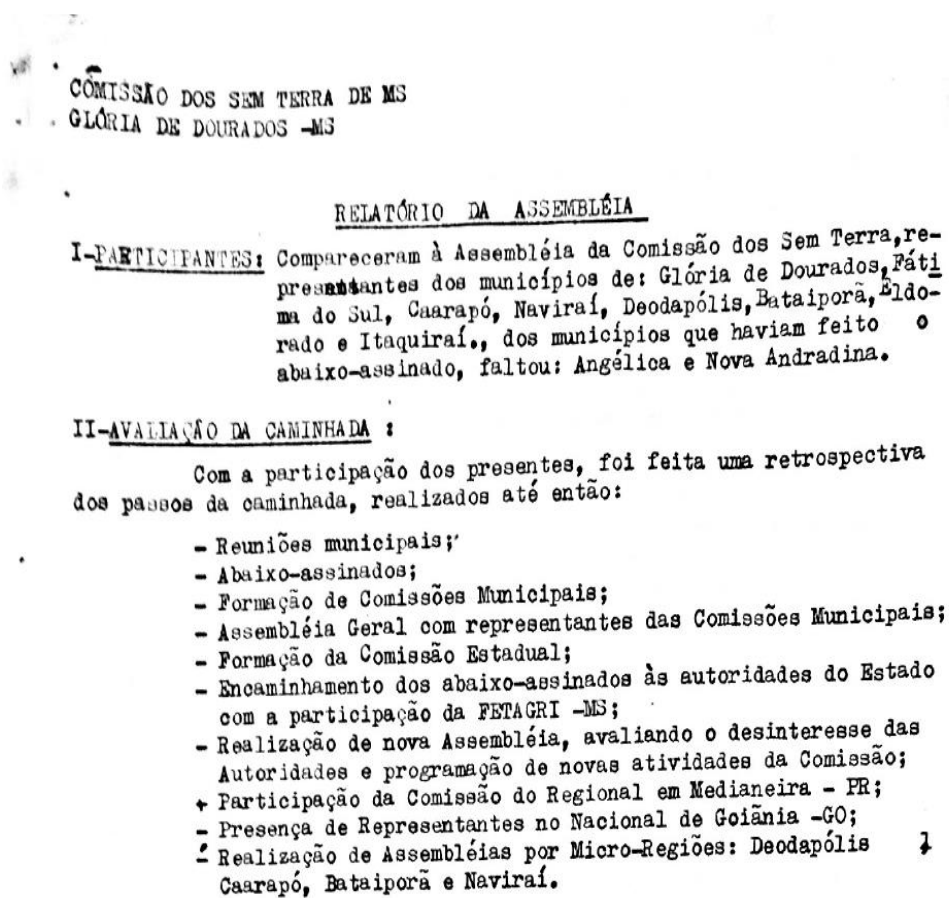 COMISSÃO DOS SEM TERRA DE MS
GLÓRIA DE DOURADOS -MS
RELATÓRIO DA ASSEMBLÉIA
I-PARTICIPANTES: Compareceram à Assembléia da Comissão dos Sem Terra,re-
presentantes dos municípios de: Glória de Dourados,Fáti
ma do Sul, Caarapó, Naviraí, Deodapólis,Bataiporã,Eldo-
rado e Itaquiraí., dos municípios que haviam feito o
abaixo-assinado, faltou: Angélica e Nova Andradina.
II-AVALIAÇÃO DA CAMINHADA :
Com a participação dos presentes, foi feita uma retrospectiva
dos passos da caminhada, realizados até então:
- Reuniões municipais;
- Abaixo-assinados;
- Formação de Comissões Municipais;
- Assembléia Geral com representantes das Comissões Municipais;
- Formação da Comissão Estadual;
- Encaminhamento dos abaixo-assinados às autoridades do Estado
com a participação da FETAGRI -MS;
- Realização de nova Assembléia, avaliando o desinteresse das
Autoridades e programação de novas atividades da Comissão;
+ Participação da Comissão do Regional em Medianeira - PR;
- Presença de Representantes no Nacional de Goiânia -GO;
- Realização de Assembléias por Micro-Regiões: Deodapólis
Caarapó, Bataiporã e Naviraí.